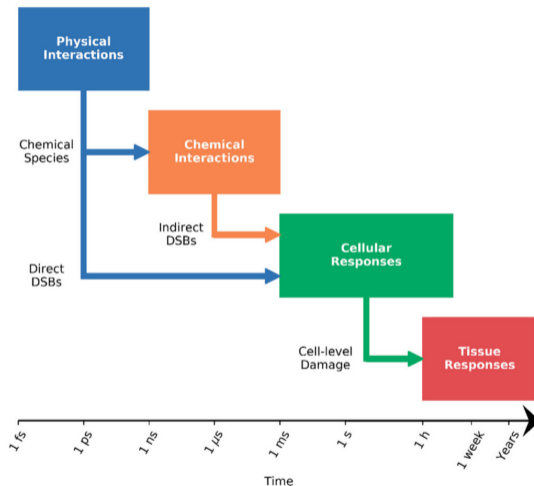 Physical
Interactions
Chemical
Species
Chemical
Interactions
Indirect
DSBs
Cellular
Responses
Direct
DSBs
Cell-level
Damage
Tissue
Responses
1 fs
1 ps
1 ns
1 μs
1 ms
1 s
1 h
1 week
Years
Time